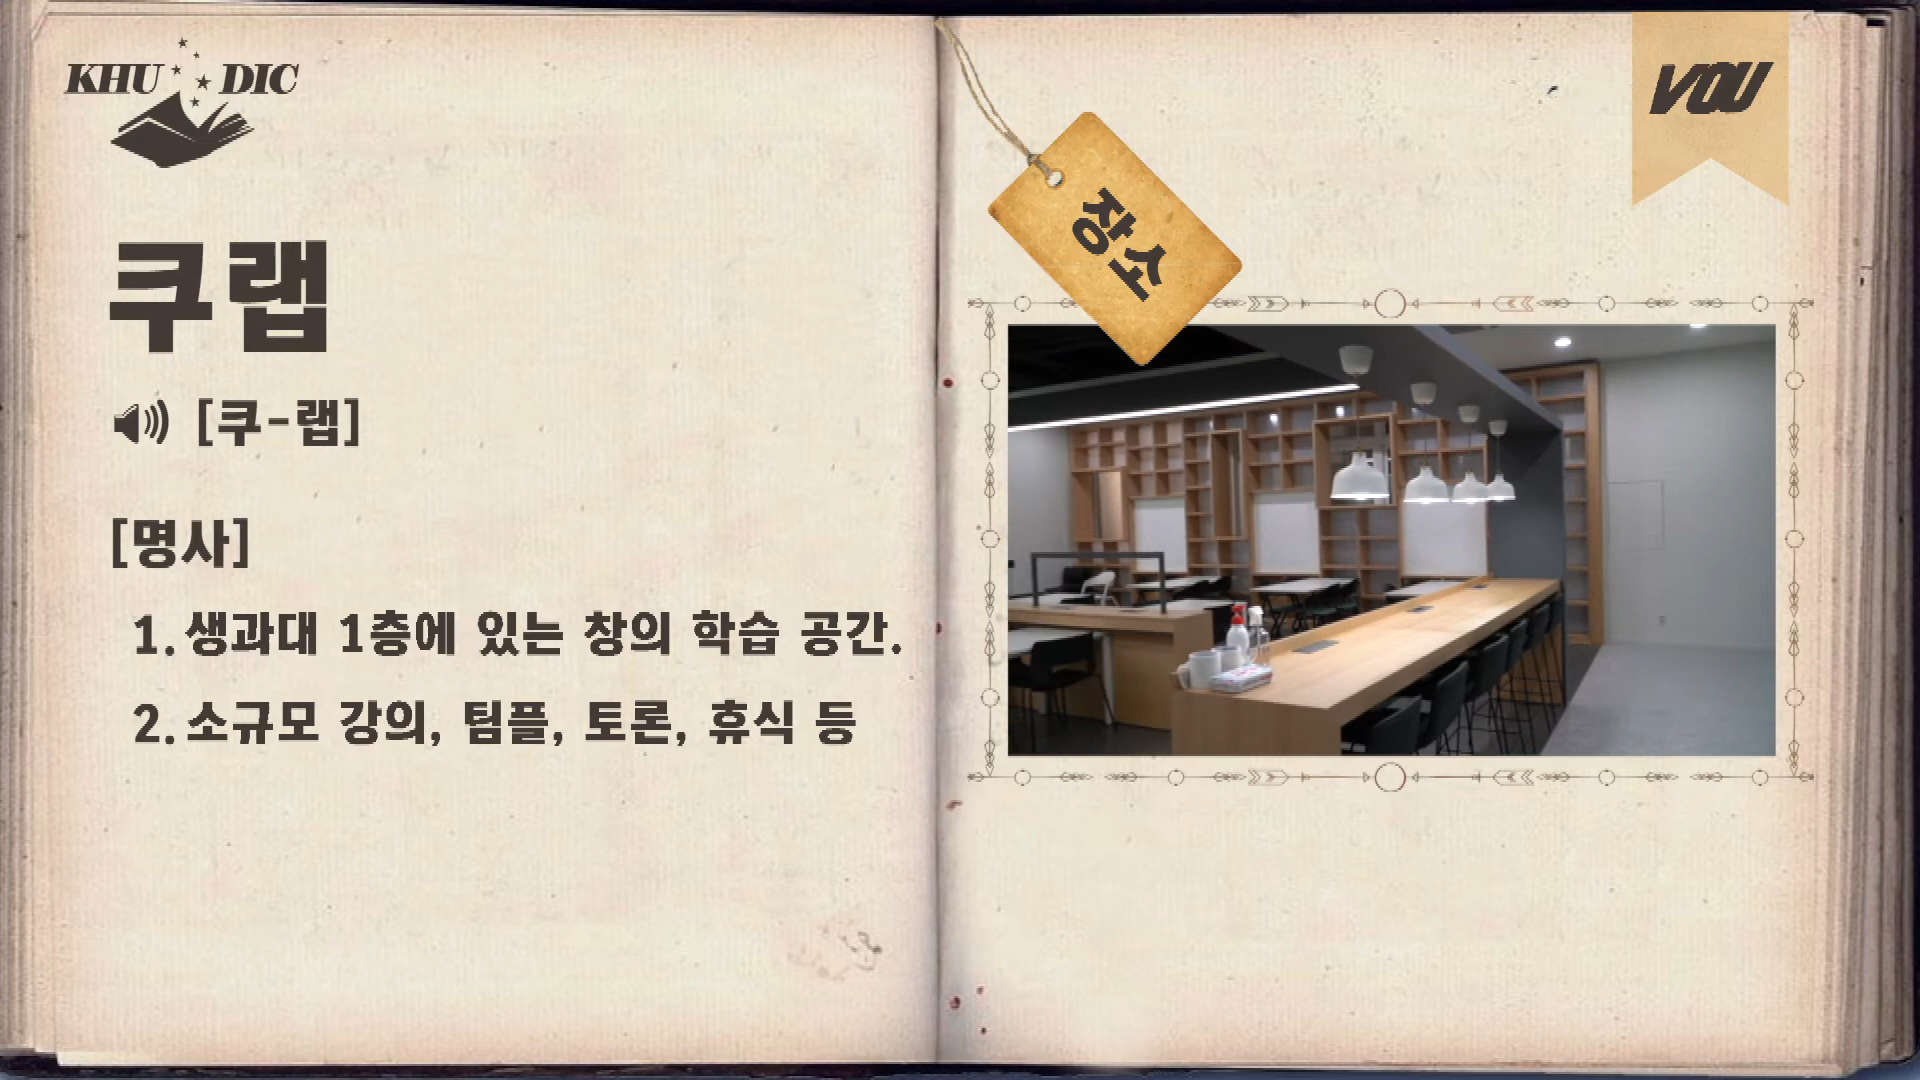 KHU DIC
쿠랩
[쿠-랩]
[명사]
1. 생과대 1층에 있는 창의 학습 공간.
2. 소규모 강의, 팀플, 토론, 휴식 등
장소
VOU